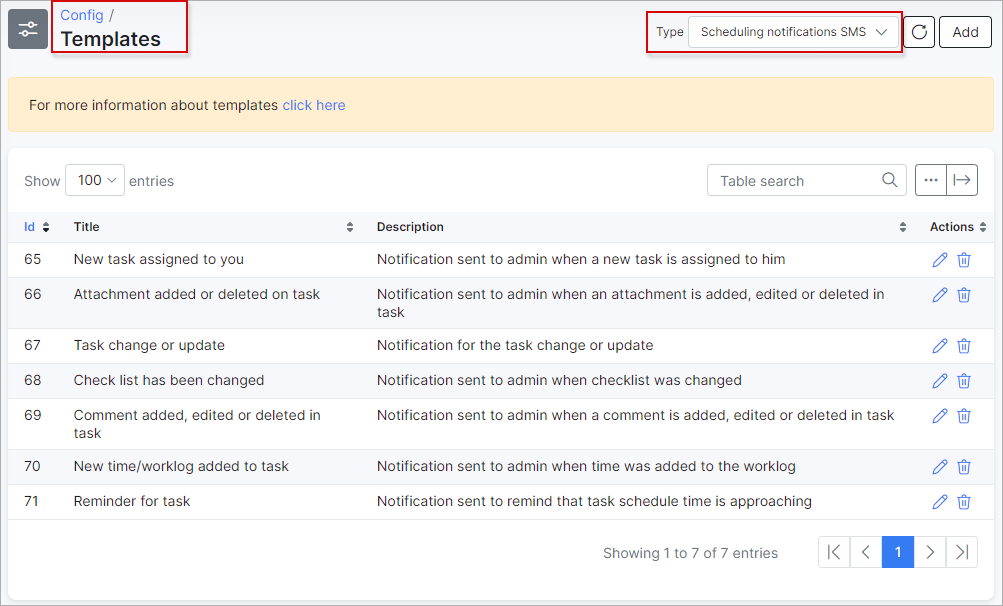 Config /
Templates
Type Scheduling notifications SMS Add
For more information about templates click here
Show 100 entries Table search
Id Title Description Actions
65 New task assigned to you Notification sent to admin when a new task is assigned to him
66 Attachment added or deleted on task Notification sent to admin when an attachment is added, edited or deleted in
task
67 Task change or update Notification for the task change or update
68 Check list has been changed Notification sent to admin when checklist was changed
69 Comment added, edited or deleted in Notification sent to admin when a comment is added, edited or deleted in task
task
70 New time/worklog added to task Notification sent to admin when time was added to the worklog
71 Reminder for task Notification sent to remind that task schedule time is approaching
Showing 1 to 7 of 7 entries 1